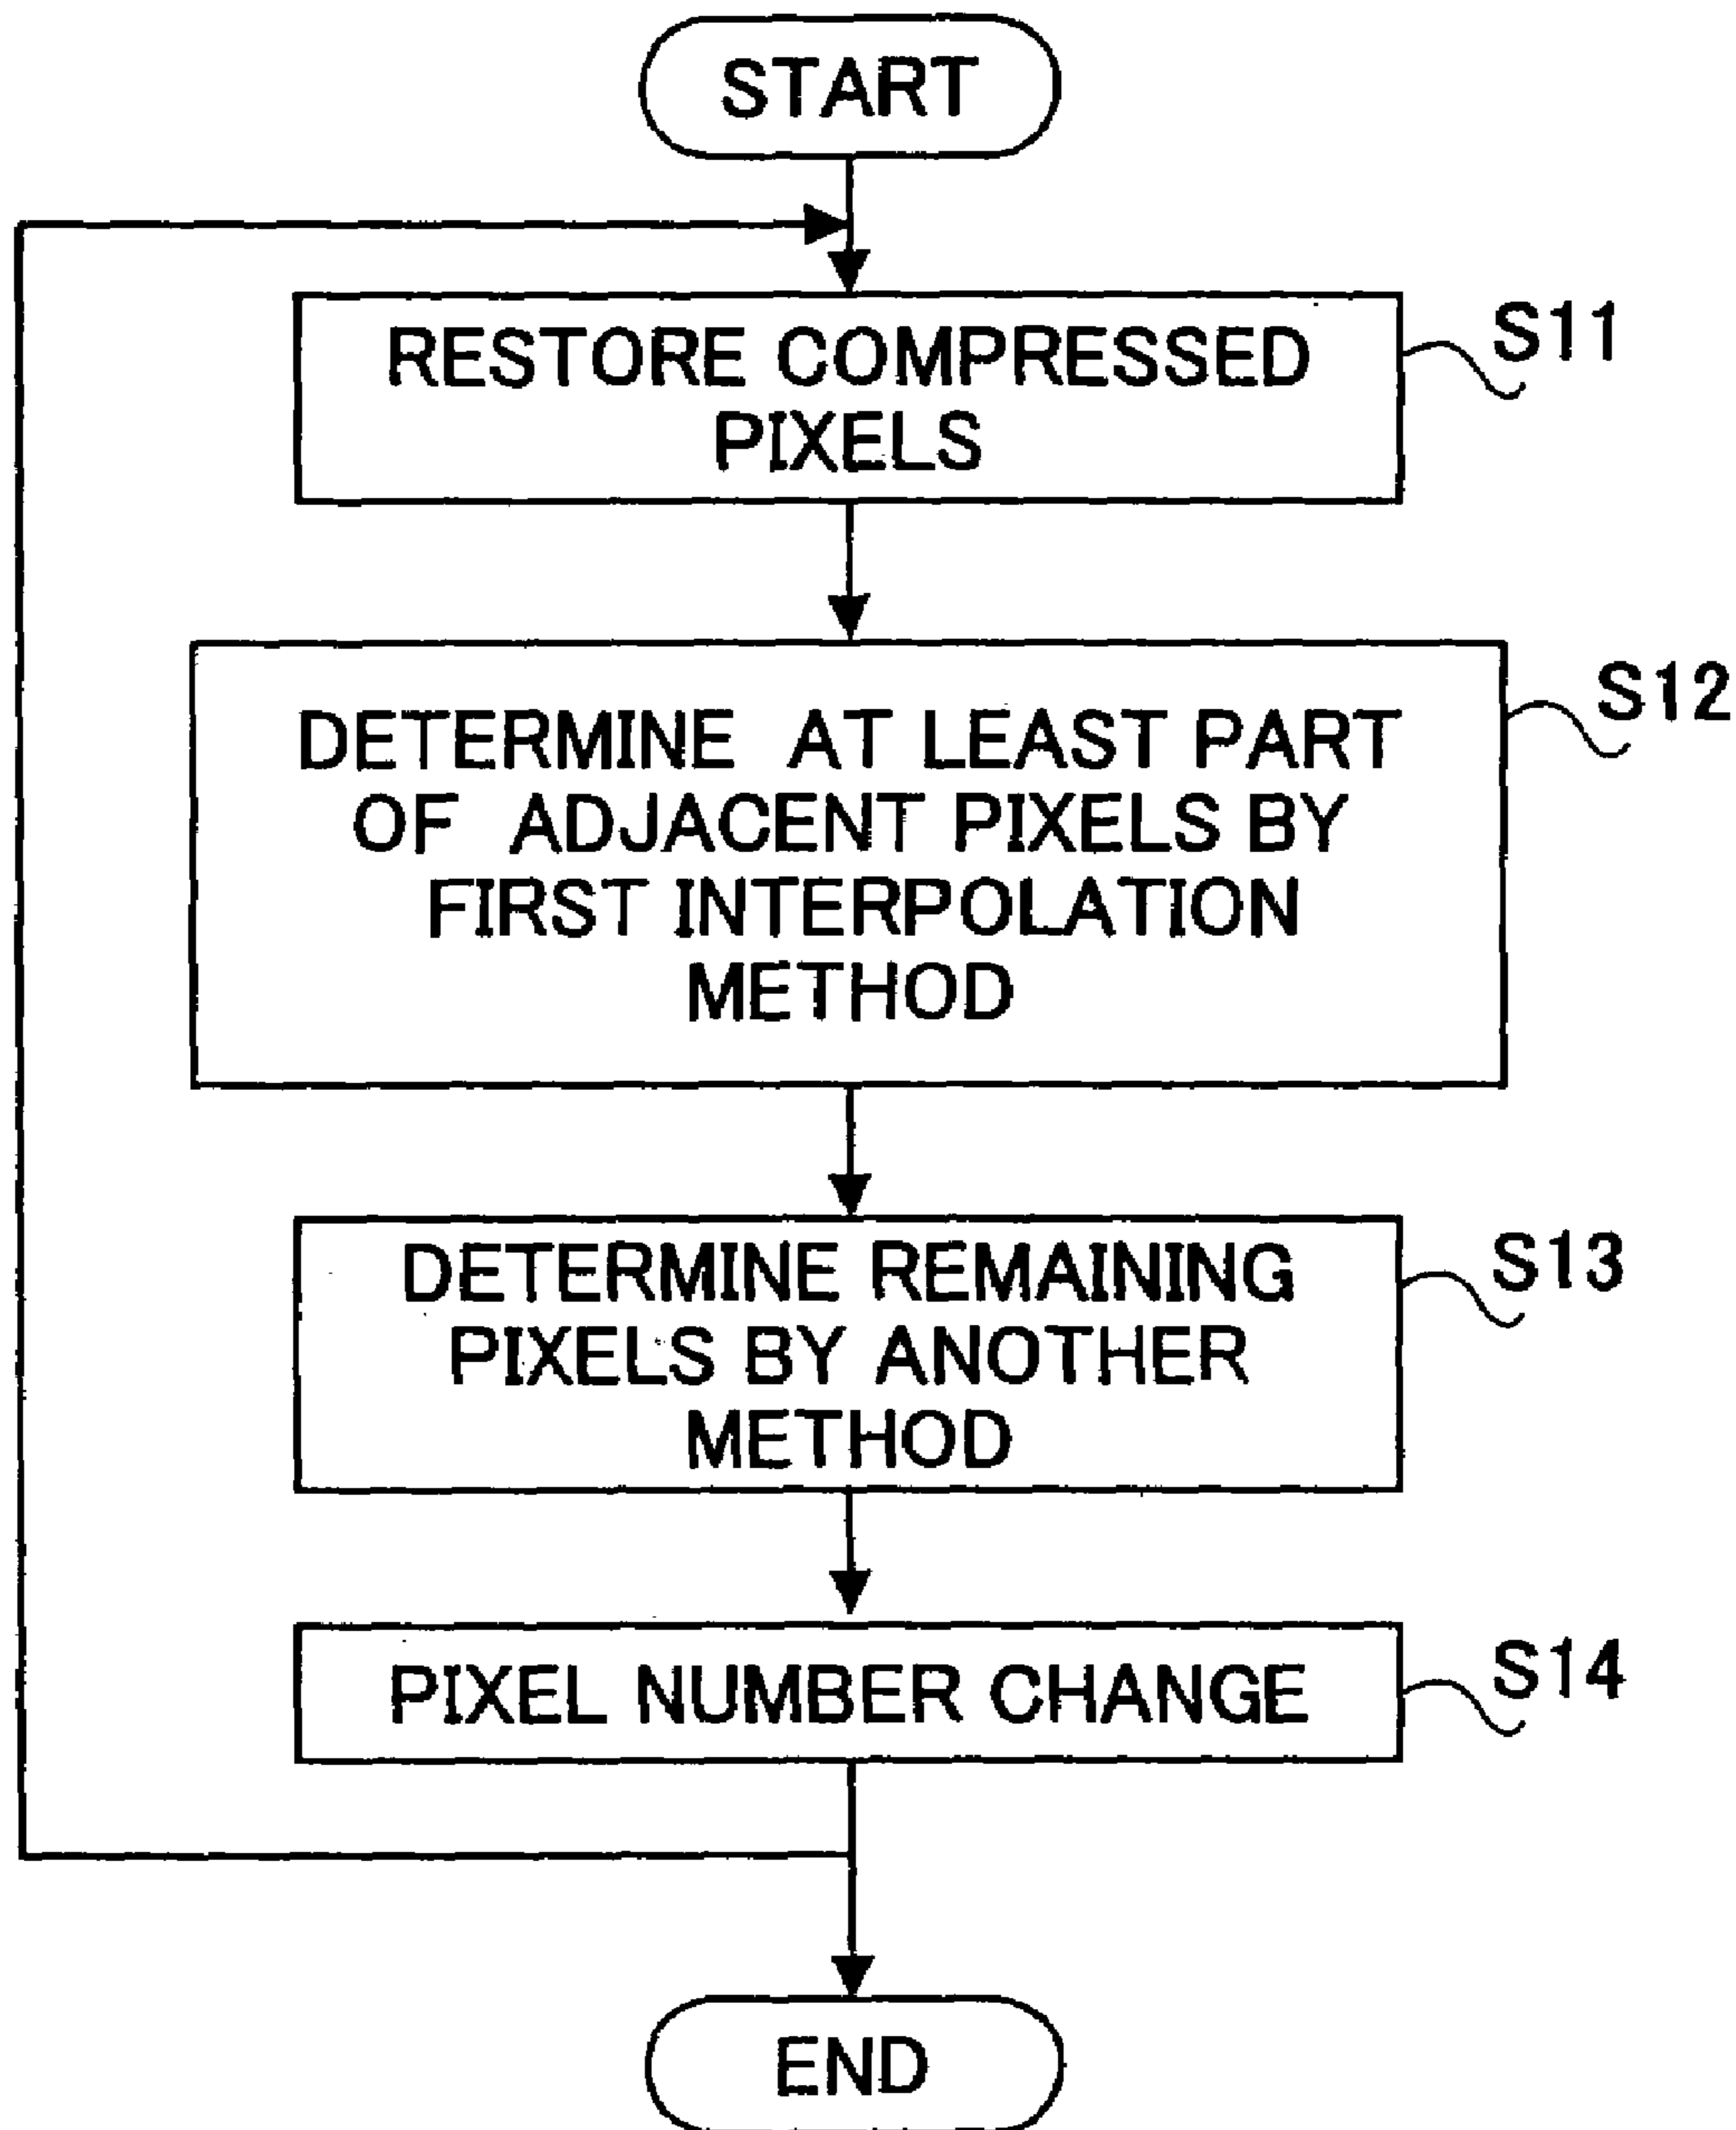 START
RESTORE COMPRESSED
PIXELS
S11
DETERMINE AT LEAST PART
OF ADJACENT PIXELS BY
FIRST INTERPOLATION
METHOD
S12
DETERMINE REMAINING
PIXELS BY ANOTHER
METHOD
S13
PIXEL NUMBER CHANGE
S14
END